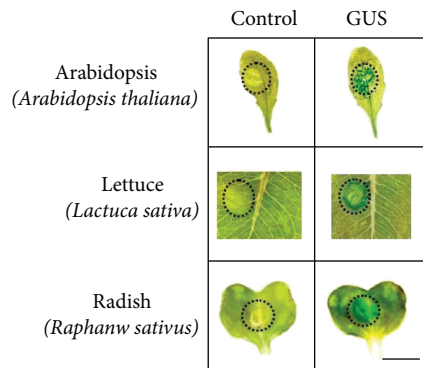 Control GUS
Arabidopsis
(Arabidopsis thaliana)
Lettuce
(Lactuca sativa)
Radish
(Raphanw sativus)